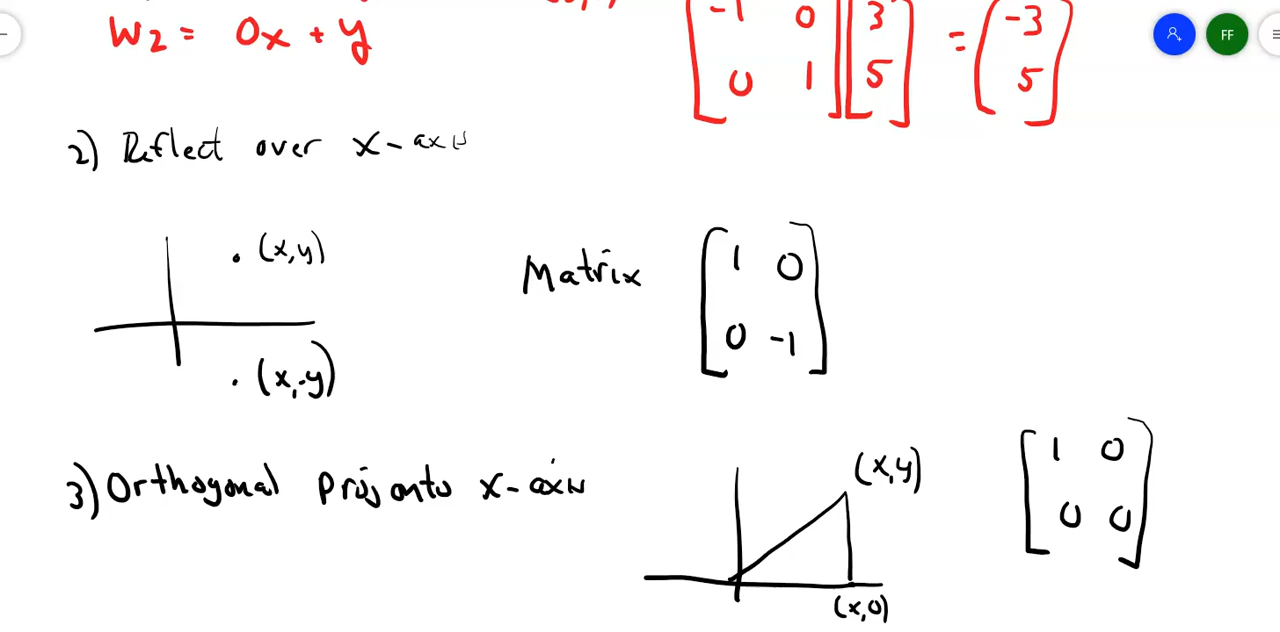 W2 = 0x + y
[-1 0
0 1] [3
5] = (-3
5)
FF
2) Reflect over x-axis
(x,y)
(x,-y)
Matrix [1 0
0 -1]
3) Orthogonal Proj onto x-axis
(x,y)
(x,0)
[1 0
0 0]